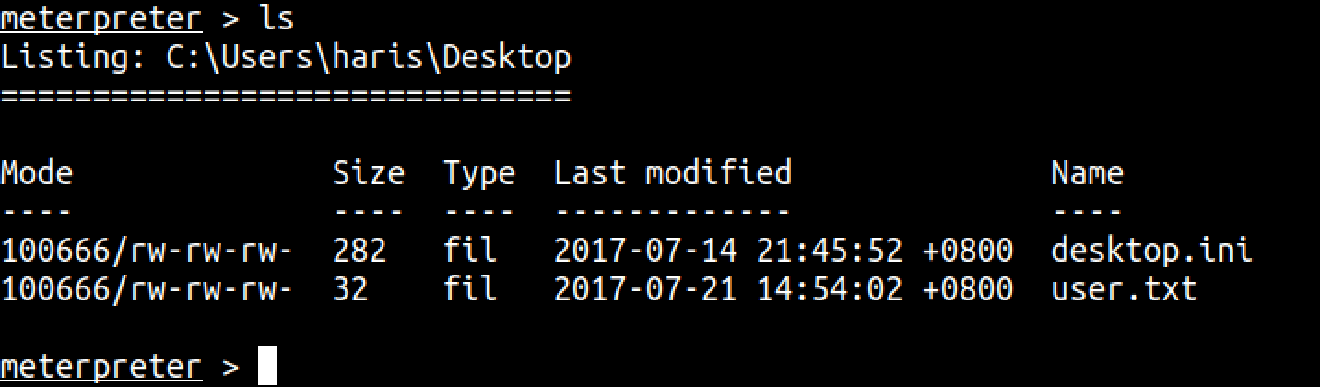 meterpreter > ls
Listing: C:\Users\haris\Desktop
===============================
Mode Size Type Last modified Name
---- ---- ---- ------------- ----
100666/rw-rw-rw- 282 fil 2017-07-14 21:45:52 +0800 desktop.ini
100666/rw-rw-rw- 32 fil 2017-07-21 14:54:02 +0800 user.txt
meterpreter >